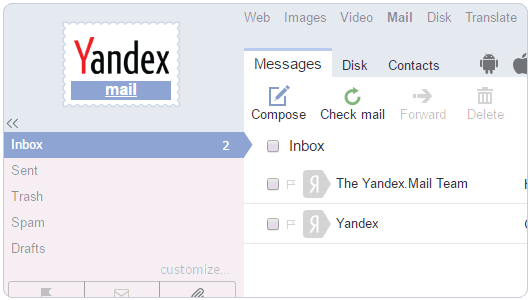 Web Images Video Mail Disk Translate
Yandex
mail
Messages Disk Contacts
Compose Check mail Forward Delete
Inbox 2
Sent
Trash
Spam
Drafts
customize...
Inbox
Я The Yandex.Mail Team
Я Yandex